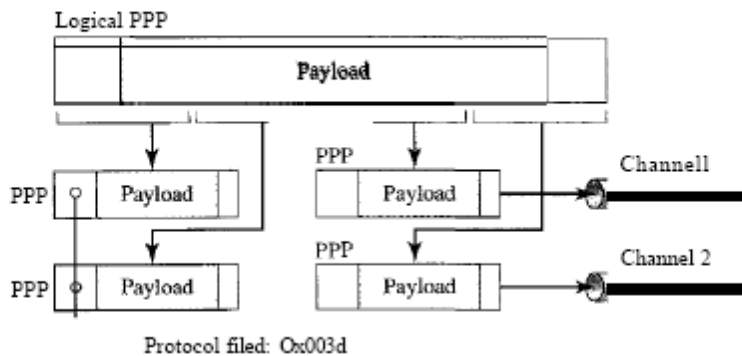 Logical PPP
Payload
PPP
Channell
PPP
Payload
Payload
PPP
Channel 2
PPP
Payload
Payload
Protocol filed: Ox003d